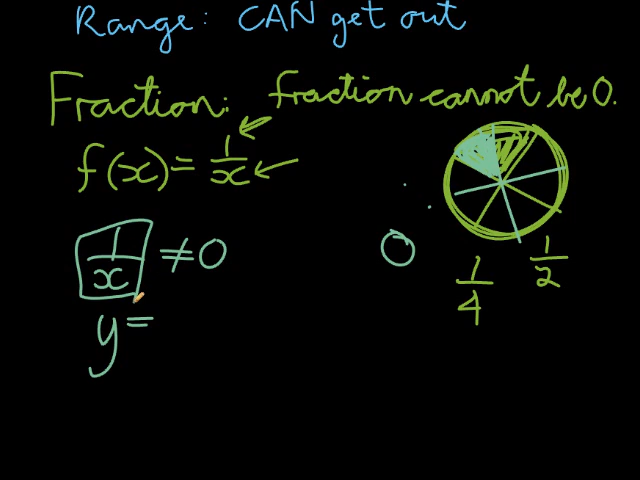 Range: CAN get out
Fraction: fraction cannot be 0.
f(x) = 1/x
1/x ≠ 0
0
1/4
1/2
y =